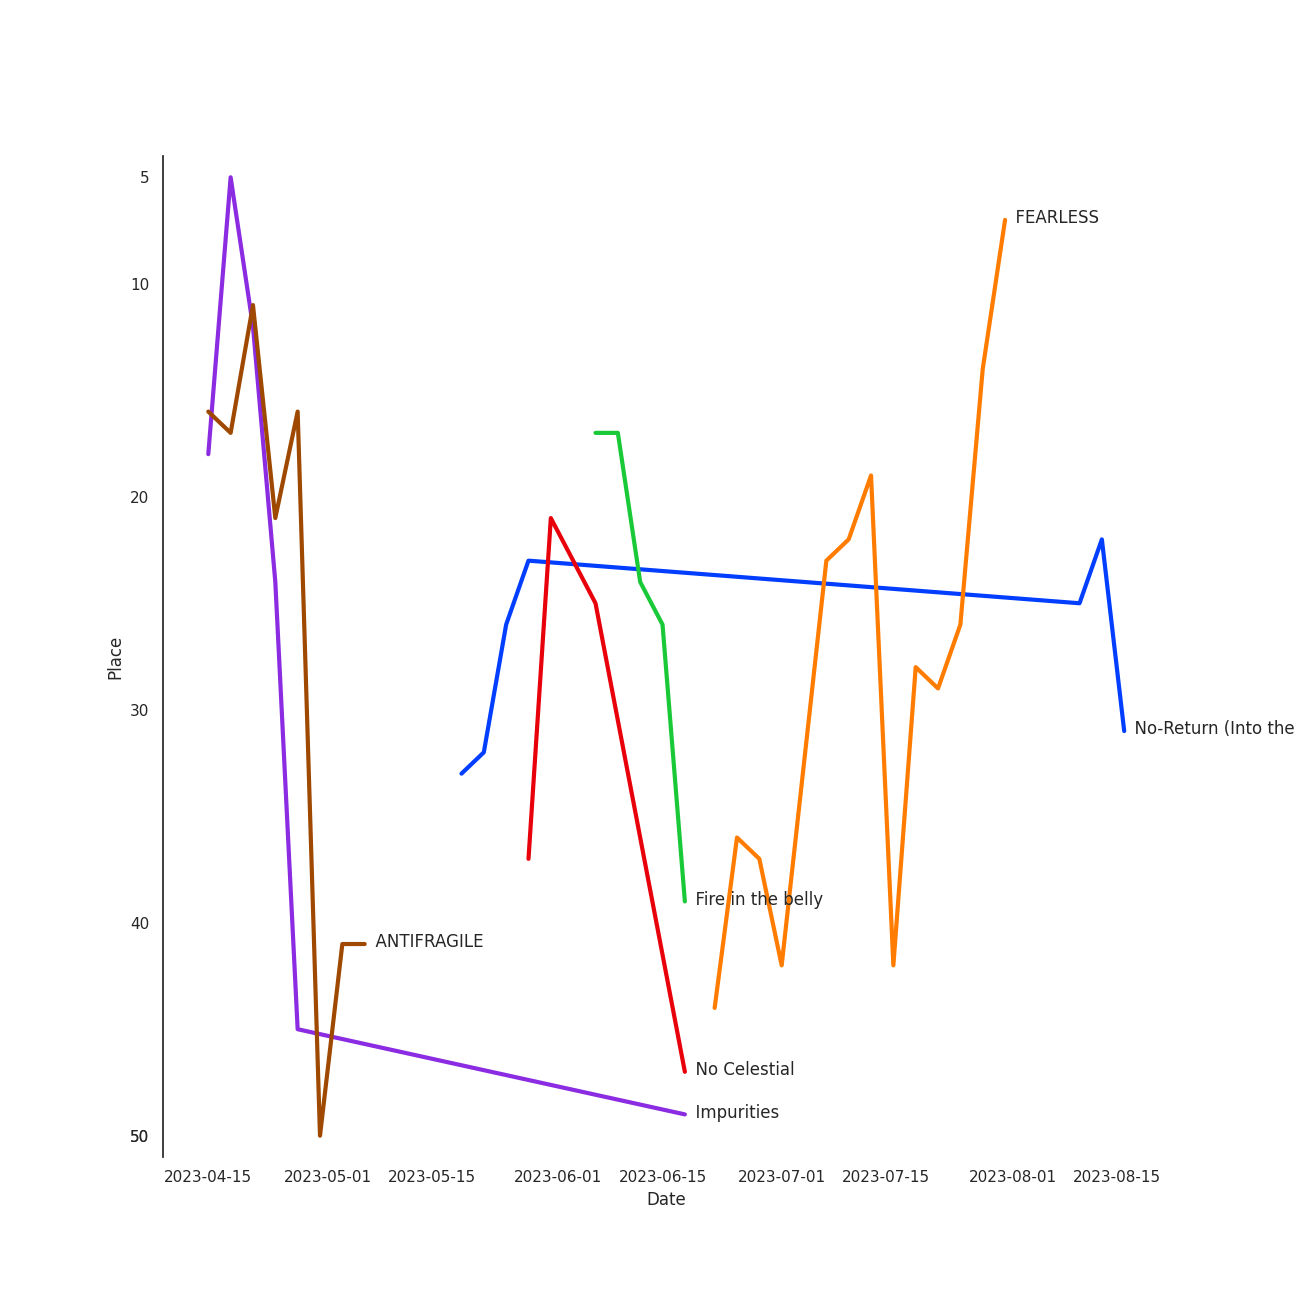 5
FEARLESS
10
20
30
No-Return (Into the
Place
Fire in the belly
40
ANTIFRAGILE
No Celestial
Impurities
50
2023-04-15 2023-05-01 2023-05-15 2023-06-01 2023-06-15 2023-07-01 2023-07-15 2023-08-01 2023-08-15
Date